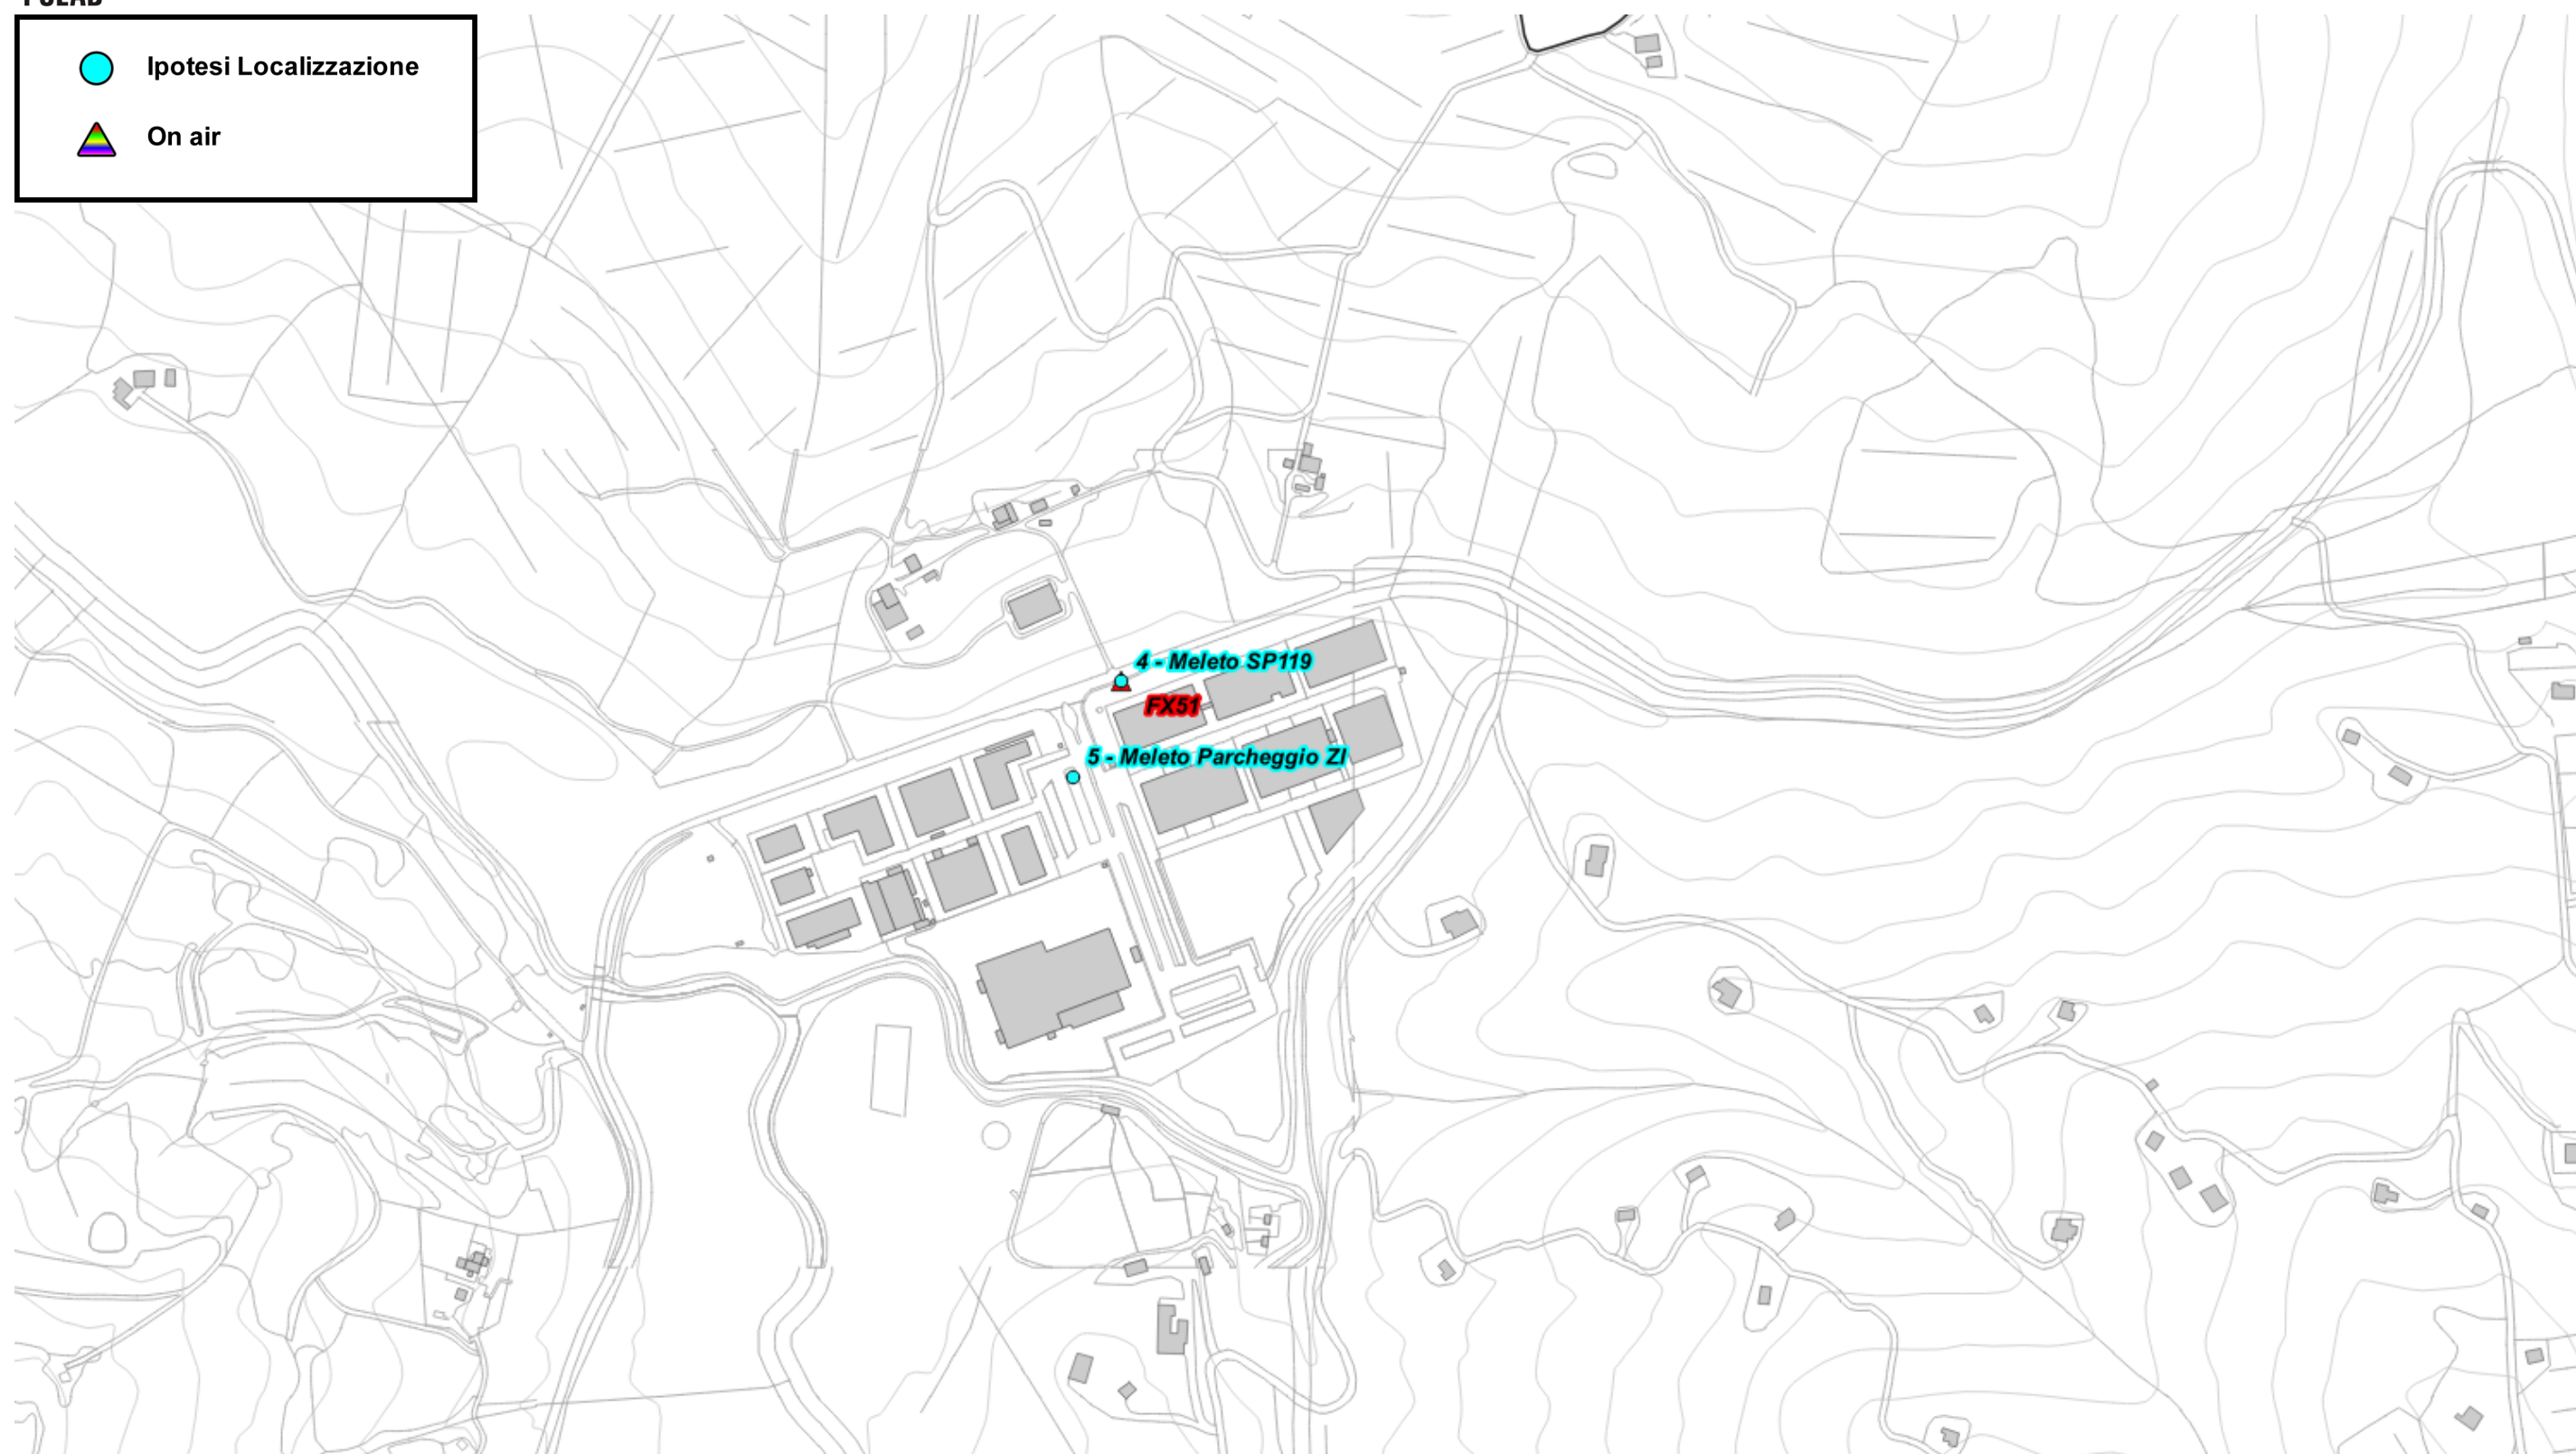 Ipotesi Localizzazione
On air
4 - Meleto SP119
FX51
5 - Meleto Parcheggio ZI